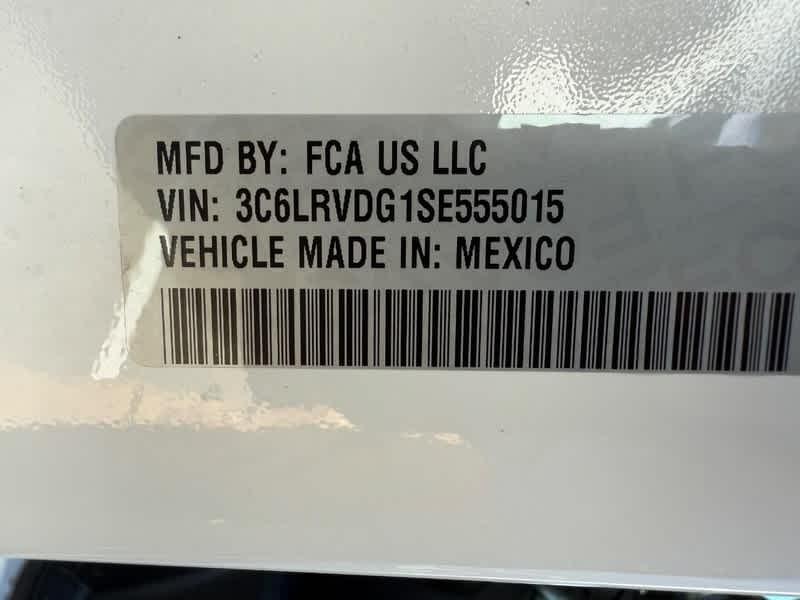 MFD BY: FCA US LLC
VIN: 3C6LRVDG1SE555015
VEHICLE MADE IN: MEXICO